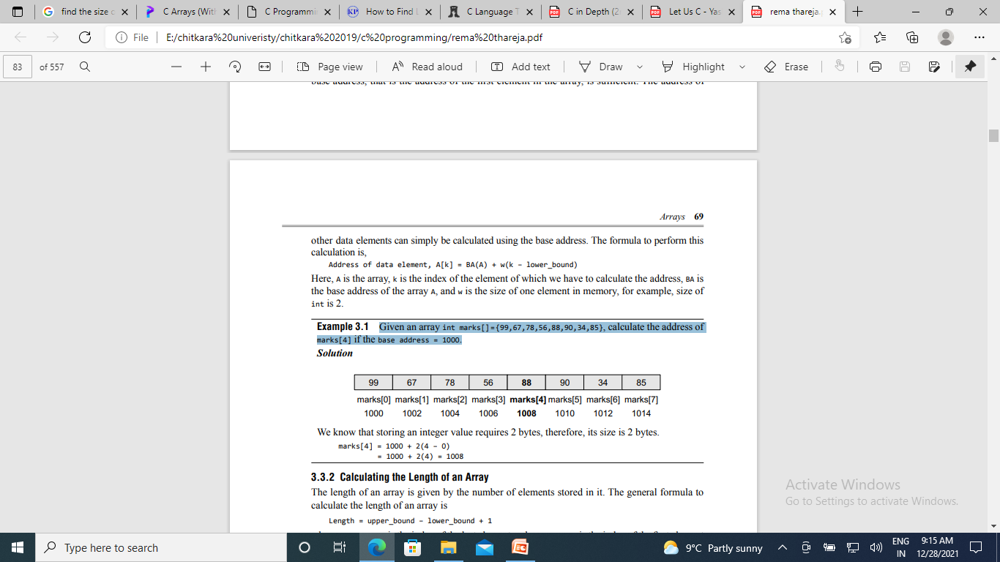 find the size c
C Arrays (Wit
C Programmi
How to Find L
C Language T
C in Depth (2
Let Us C - Yas
rema thareja.
File
E:/chitkara%20univeristy/chitkara%202019/c%20programming/rema%20thareja.pdf
83 of 557
Page view
Read aloud
Add text
Draw
Highlight
Erase
base address, that is the address of the first element in the array, is sufficient. The address of
Arrays 69
other data elements can simply be calculated using the base address. The formula to perform this
calculation is,
Address of data element, A[k] = BA(A) + w(k – lower_bound)
Here, A is the array, k is the index of the element of which we have to calculate the address, BA is
the base address of the array A, and w is the size of one element in memory, for example, size of
int is 2.
Example 3.1 Given an array int marks[]={99,67,78,56,88,90,34,85}, calculate the address of
marks[4] if the base address = 1000.
Solution
99 67 78 56 88 90 34 85
marks[0] marks[1] marks[2] marks[3] marks[4] marks[5] marks[6] marks[7]
1000 1002 1004 1006 1008 1010 1012 1014
We know that storing an integer value requires 2 bytes, therefore, its size is 2 bytes.
marks[4] = 1000 + 2(4 – 0)
= 1000 + 2(4) = 1008
3.3.2 Calculating the Length of an Array
The length of an array is given by the number of elements stored in it. The general formula to
calculate the length of an array is
Length = upper_bound – lower_bound + 1
Activate Windows
Go to Settings to activate Windows.
Type here to search
9°C Partly sunny
ENG
IN
9:15 AM
12/28/2021